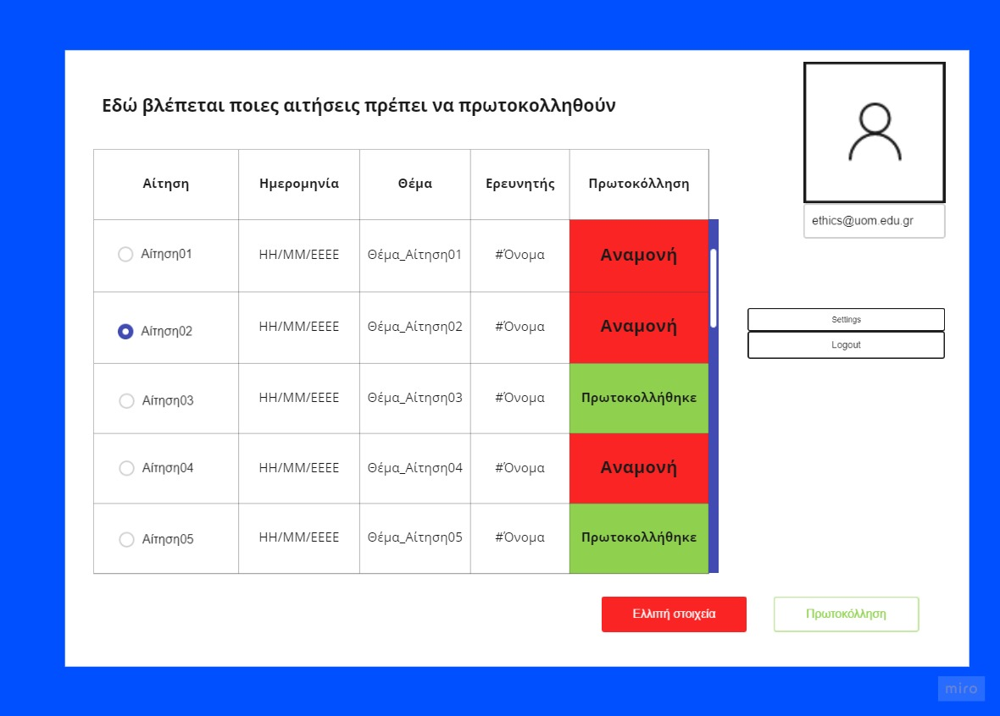 Εδώ βλέπεται ποιες αιτήσεις πρέπει να πρωτοκολληθούν
ethics@uom.edu.gr
Αίτηση Ημερομηνία Θέμα Ερευνητής Πρωτοκόλληση
Αίτηση01 ΗΗ/ΜΜ/ΕΕΕΕ Θέμα_Αίτηση01 #Όνομα Αναμονή
Αίτηση02 ΗΗ/ΜΜ/ΕΕΕΕ Θέμα_Αίτηση02 #Όνομα Αναμονή
Αίτηση03 ΗΗ/ΜΜ/ΕΕΕΕ Θέμα_Αίτηση03 #Όνομα Πρωτοκολλήθηκε
Αίτηση04 ΗΗ/ΜΜ/ΕΕΕΕ Θέμα_Αίτηση04 #Όνομα Αναμονή
Αίτηση05 ΗΗ/ΜΜ/ΕΕΕΕ Θέμα_Αίτηση05 #Όνομα Πρωτοκολλήθηκε
Settings
Logout
Ελλιπή στοιχεία Πρωτοκόλληση
miro